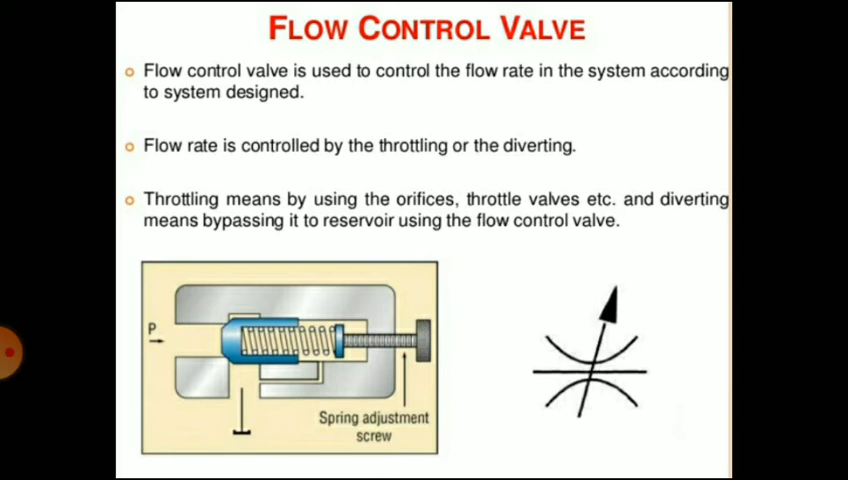 FLOW CONTROL VALVE
Flow control valve is used to control the flow rate in the system according
to system designed.
Flow rate is controlled by the throttling or the diverting.
Throttling means by using the orifices, throttle valves etc. and diverting
means bypassing it to reservoir using the flow control valve.
P
Spring adjustment
screw